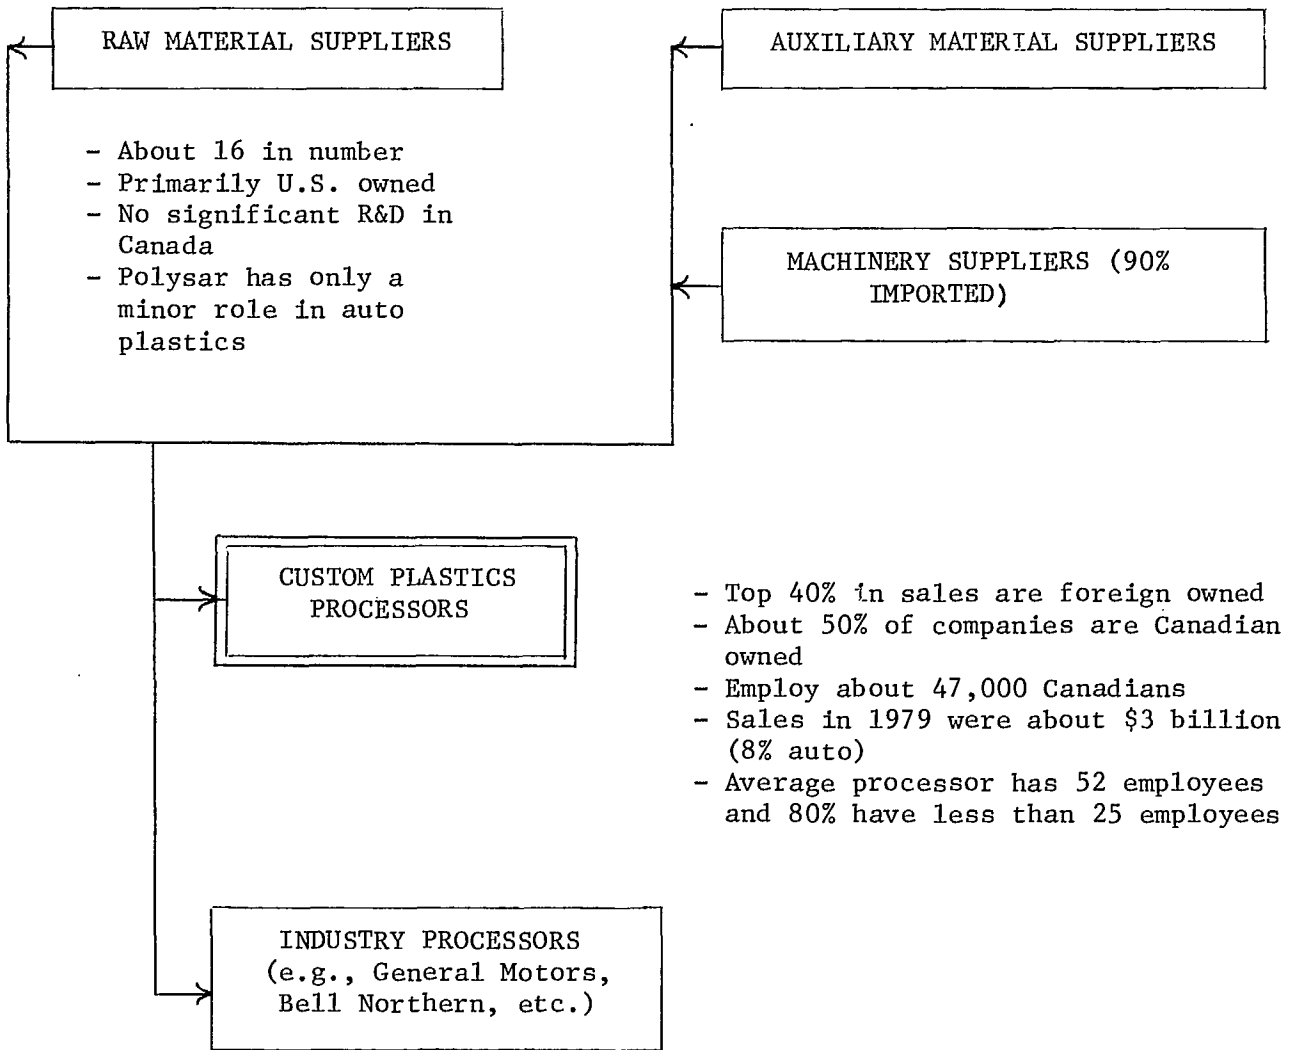 RAW MATERIAL SUPPLIERS
AUXILIARY MATERIAL SUPPLIERS
- About 16 in number
- Primarily U.S. owned
- No significant R&D in
Canada
- Polysar has only a
minor role in auto
plastics
MACHINERY SUPPLIERS (90%
IMPORTED)
CUSTOM PLASTICS
PROCESSORS
- Top 40% in sales are foreign owned
- About 50% of companies are Canadian
owned
- Employ about 47,000 Canadians
- Sales in 1979 were about $3 billion
(8% auto)
- Average processor has 52 employees
and 80% have less than 25 employees
INDUSTRY PROCESSORS
(e.g., General Motors,
Bell Northern, etc.)